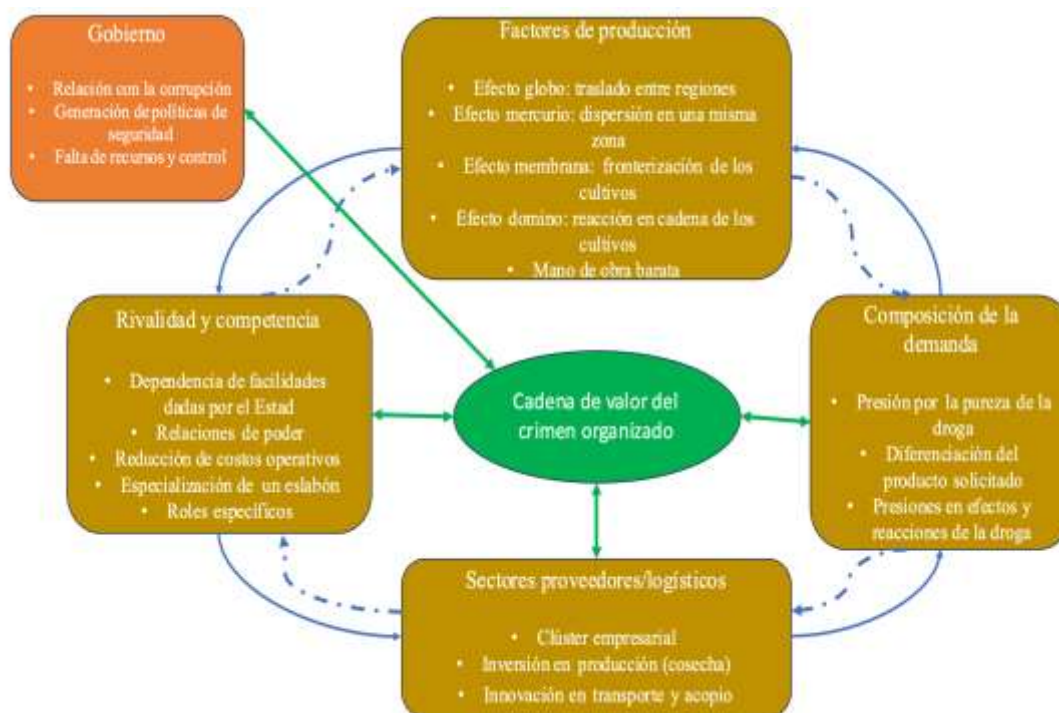 Gobierno
• Relación con la corrupción
• Generación de políticas de
seguridad
• Falta de recursos y control
Factores de producción
• Efecto globo: traslado entre regiones
• Efecto mercurio: dispersión en una misma
zona
• Efecto membrana: fronterización de los
cultivos
• Efecto domino: reacción en cadena de los
cultivos
• Mano de obra barata
Rivalidad y competencia
• Dependencia de facilidades
dadas por el Estad
• Relaciones de poder
• Reducción de costos operativos
• Especialización de un eslabón
• Roles específicos
Cadena de valor del
crimen organizado
Composición de la
demanda
• Presión por la pureza de la
droga
• Diferenciación del
producto solicitado
• Presiones en efectos y
reacciones de la droga
Sectores proveedores/logísticos
• Clúster empresarial
• Inversión en producción (cosecha)
• Innovación en transporte y acopio